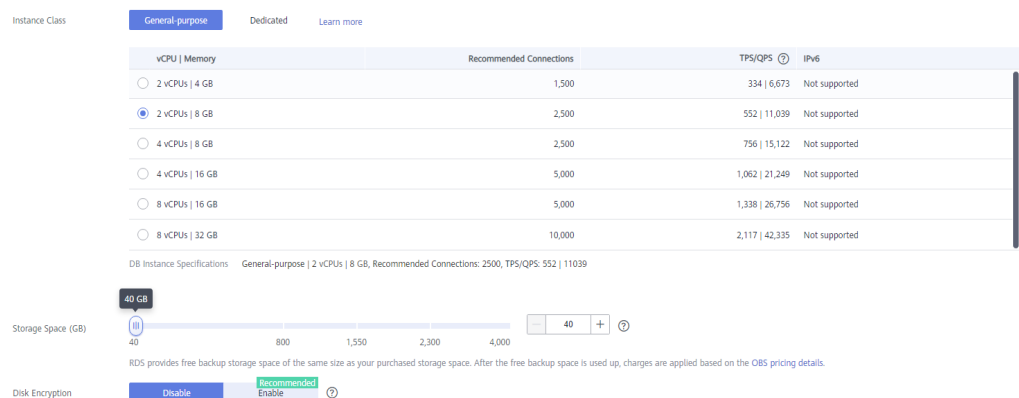 Instance Class General-purpose Dedicated Learn more
vCPU | Memory Recommended Connections TPS/QPS ? IPv6
2 vCPUs | 4 GB 1,500 334 | 6,673 Not supported
2 vCPUs | 8 GB 2,500 552 | 11,039 Not supported
4 vCPUs | 8 GB 2,500 756 | 15,122 Not supported
4 vCPUs | 16 GB 5,000 1,062 | 21,249 Not supported
8 vCPUs | 16 GB 5,000 1,338 | 26,756 Not supported
8 vCPUs | 32 GB 10,000 2,117 | 42,335 Not supported
DB Instance Specifications General-purpose | 2 vCPUs | 8 GB, Recommended Connections: 2500, TPS/QPS: 552 | 11039
40 GB
Storage Space (GB) 40 ?
40 800 1,550 2,300 4,000
RDS provides free backup storage space of the same size as your purchased storage space. After the free backup space is used up, charges are applied based on the OBS pricing details.
Recommended
Disk Encryption Disable Enable ?